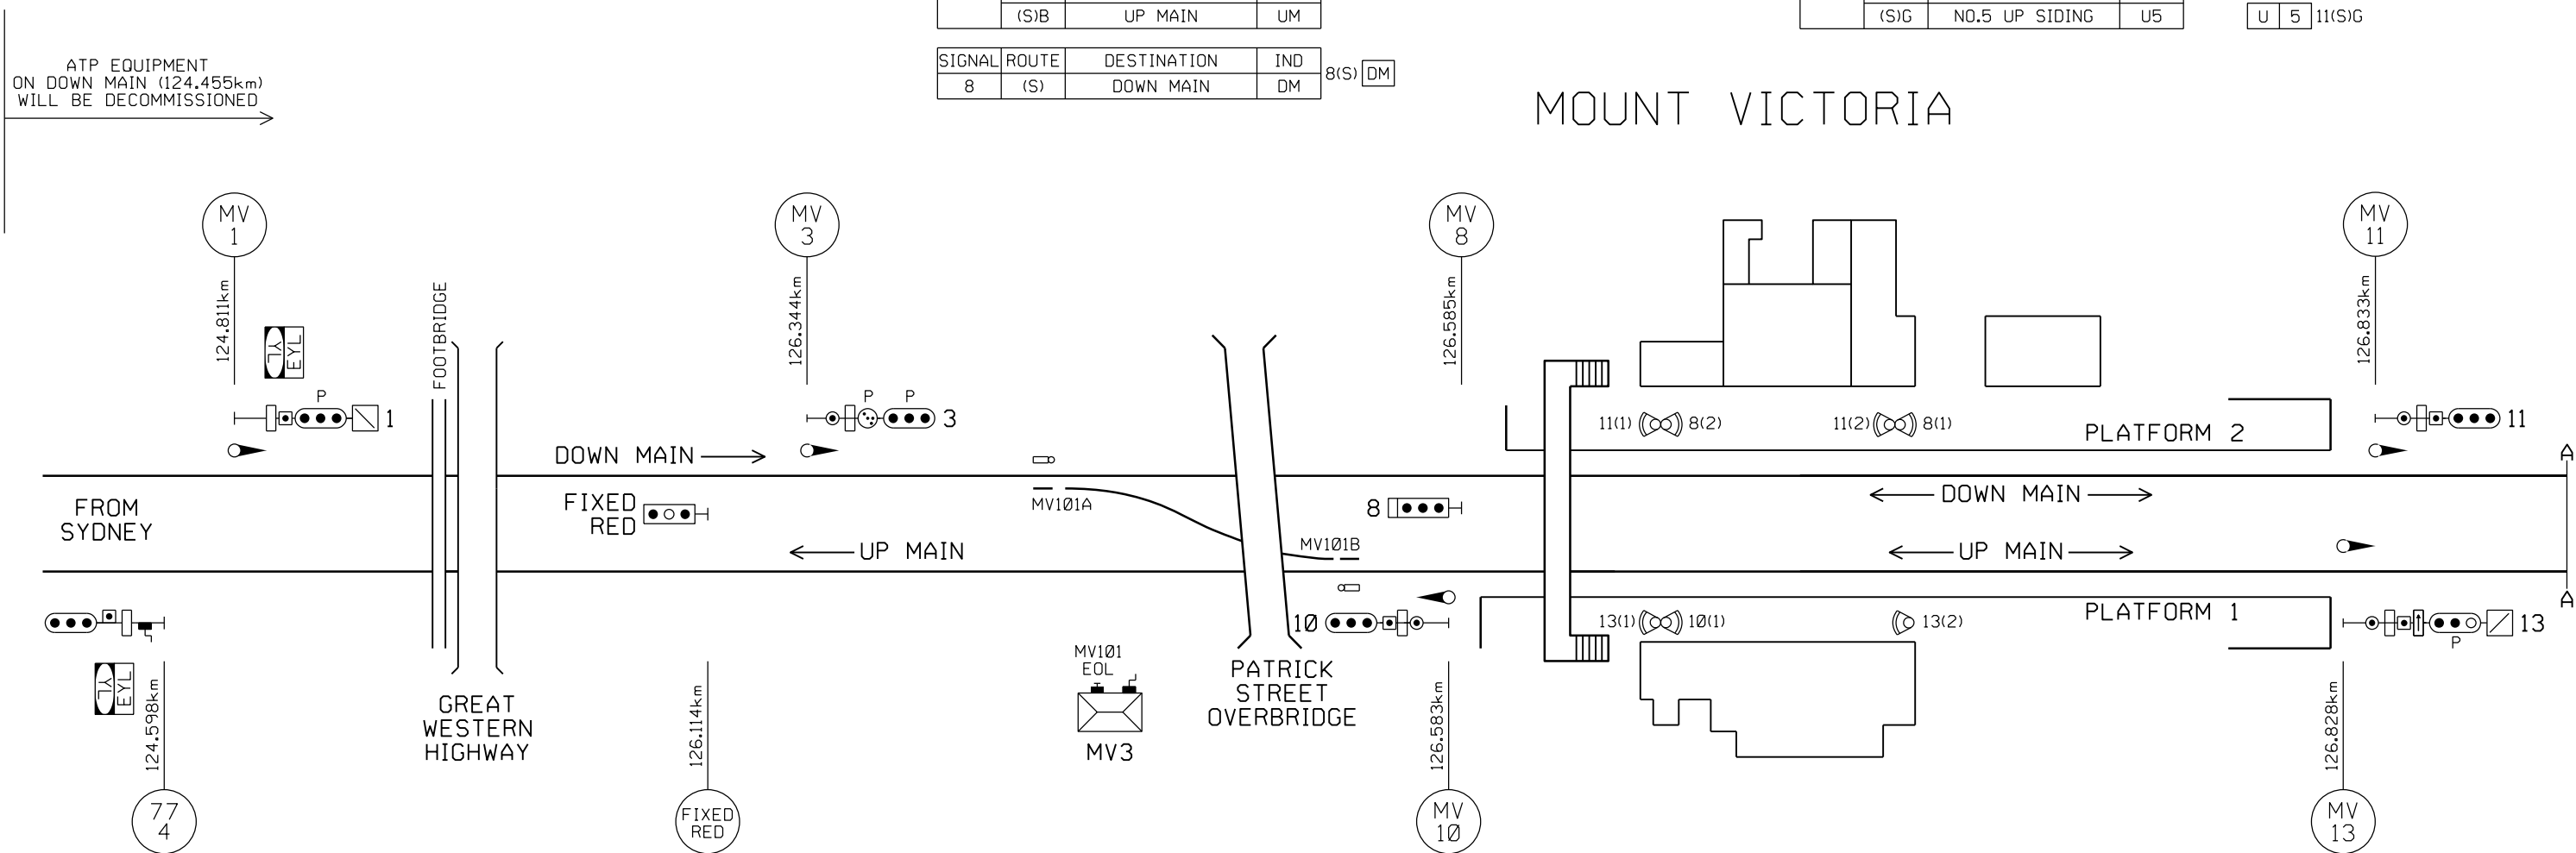 (S)B UP MAIN UM
(S)G NO.5 UP SIDING U5
U 5 11(S)G
SIGNAL ROUTE DESTINATION IND
8 (S) DOWN MAIN DM
8(S) DM
ATP EQUIPMENT
ON DOWN MAIN (124.455km)
WILL BE DECOMMISSIONED
MOUNT VICTORIA
MV
1
MV
3
MV
8
MV
11
124.811km
126.344km
126.585km
126.833km
YL
EYL
FOOTBRIDGE
P
1
P P
3
11(1) 8(2)
11(2) 8(1)
11
PLATFORM 2
DOWN MAIN
A
FROM
SYDNEY
FIXED
RED
MV101A
8
DOWN MAIN
UP MAIN
MV101B
UP MAIN
10
13(1) 10(1)
13(2)
PLATFORM 1
A
13
P
YL
EYL
124.598km
GREAT
WESTERN
HIGHWAY
126.114km
MV101
EOL
MV3
PATRICK
STREET
OVERBRIDGE
126.583km
126.828km
77
4
FIXED
RED
MV
10
MV
13